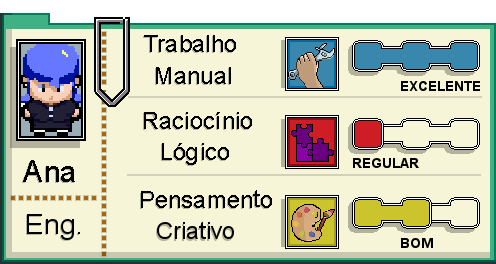 Trabalho
Manual
EXCELENTE
Raciocínio
Lógico
REGULAR
Ana
Pensamento
Criativo
Eng.
BOM